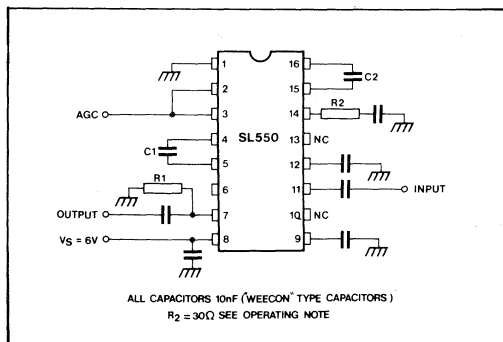 1 16
C2
2 15
AGC 3 14 R2
SL550
4 13 NC
C1
5 12
R1
6 11 INPUT
OUTPUT 7 10 NC
VS = 6V 8 9
ALL CAPACITORS 10nF ("WEECON" TYPE CAPACITORS)
R2 = 30Ω SEE OPERATING NOTE